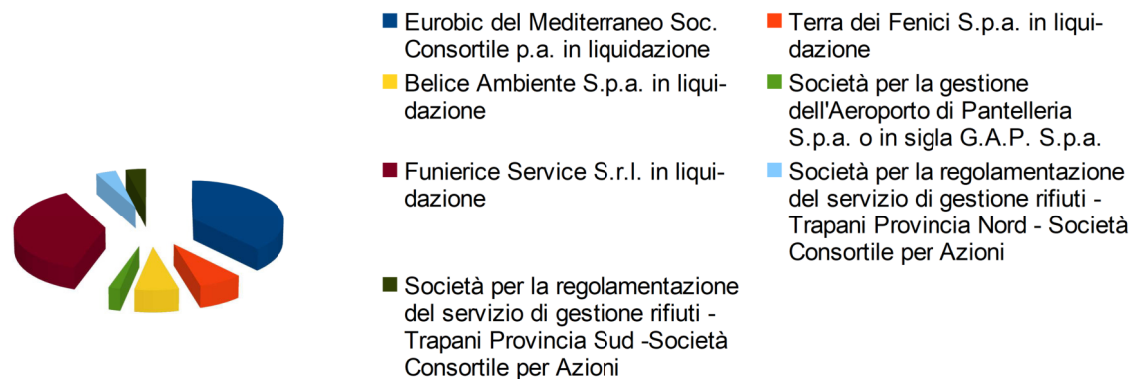 Eurobic del Mediterraneo Soc.
Consortile p.a. in liquidazione
Terra dei Fenici S.p.a. in liqui-
dazione
Belice Ambiente S.p.a. in liqui-
dazione
Società per la gestione
dell'Aeroporto di Pantelleria
S.p.a. o in sigla G.A.P. S.p.a.
Funierice Service S.r.l. in liqui-
dazione
Società per la regolamentazione
del servizio di gestione rifiuti -
Trapani Provincia Nord - Società
Consortile per Azioni
Società per la regolamentazione
del servizio di gestione rifiuti -
Trapani Provincia Sud -Società
Consortile per Azioni